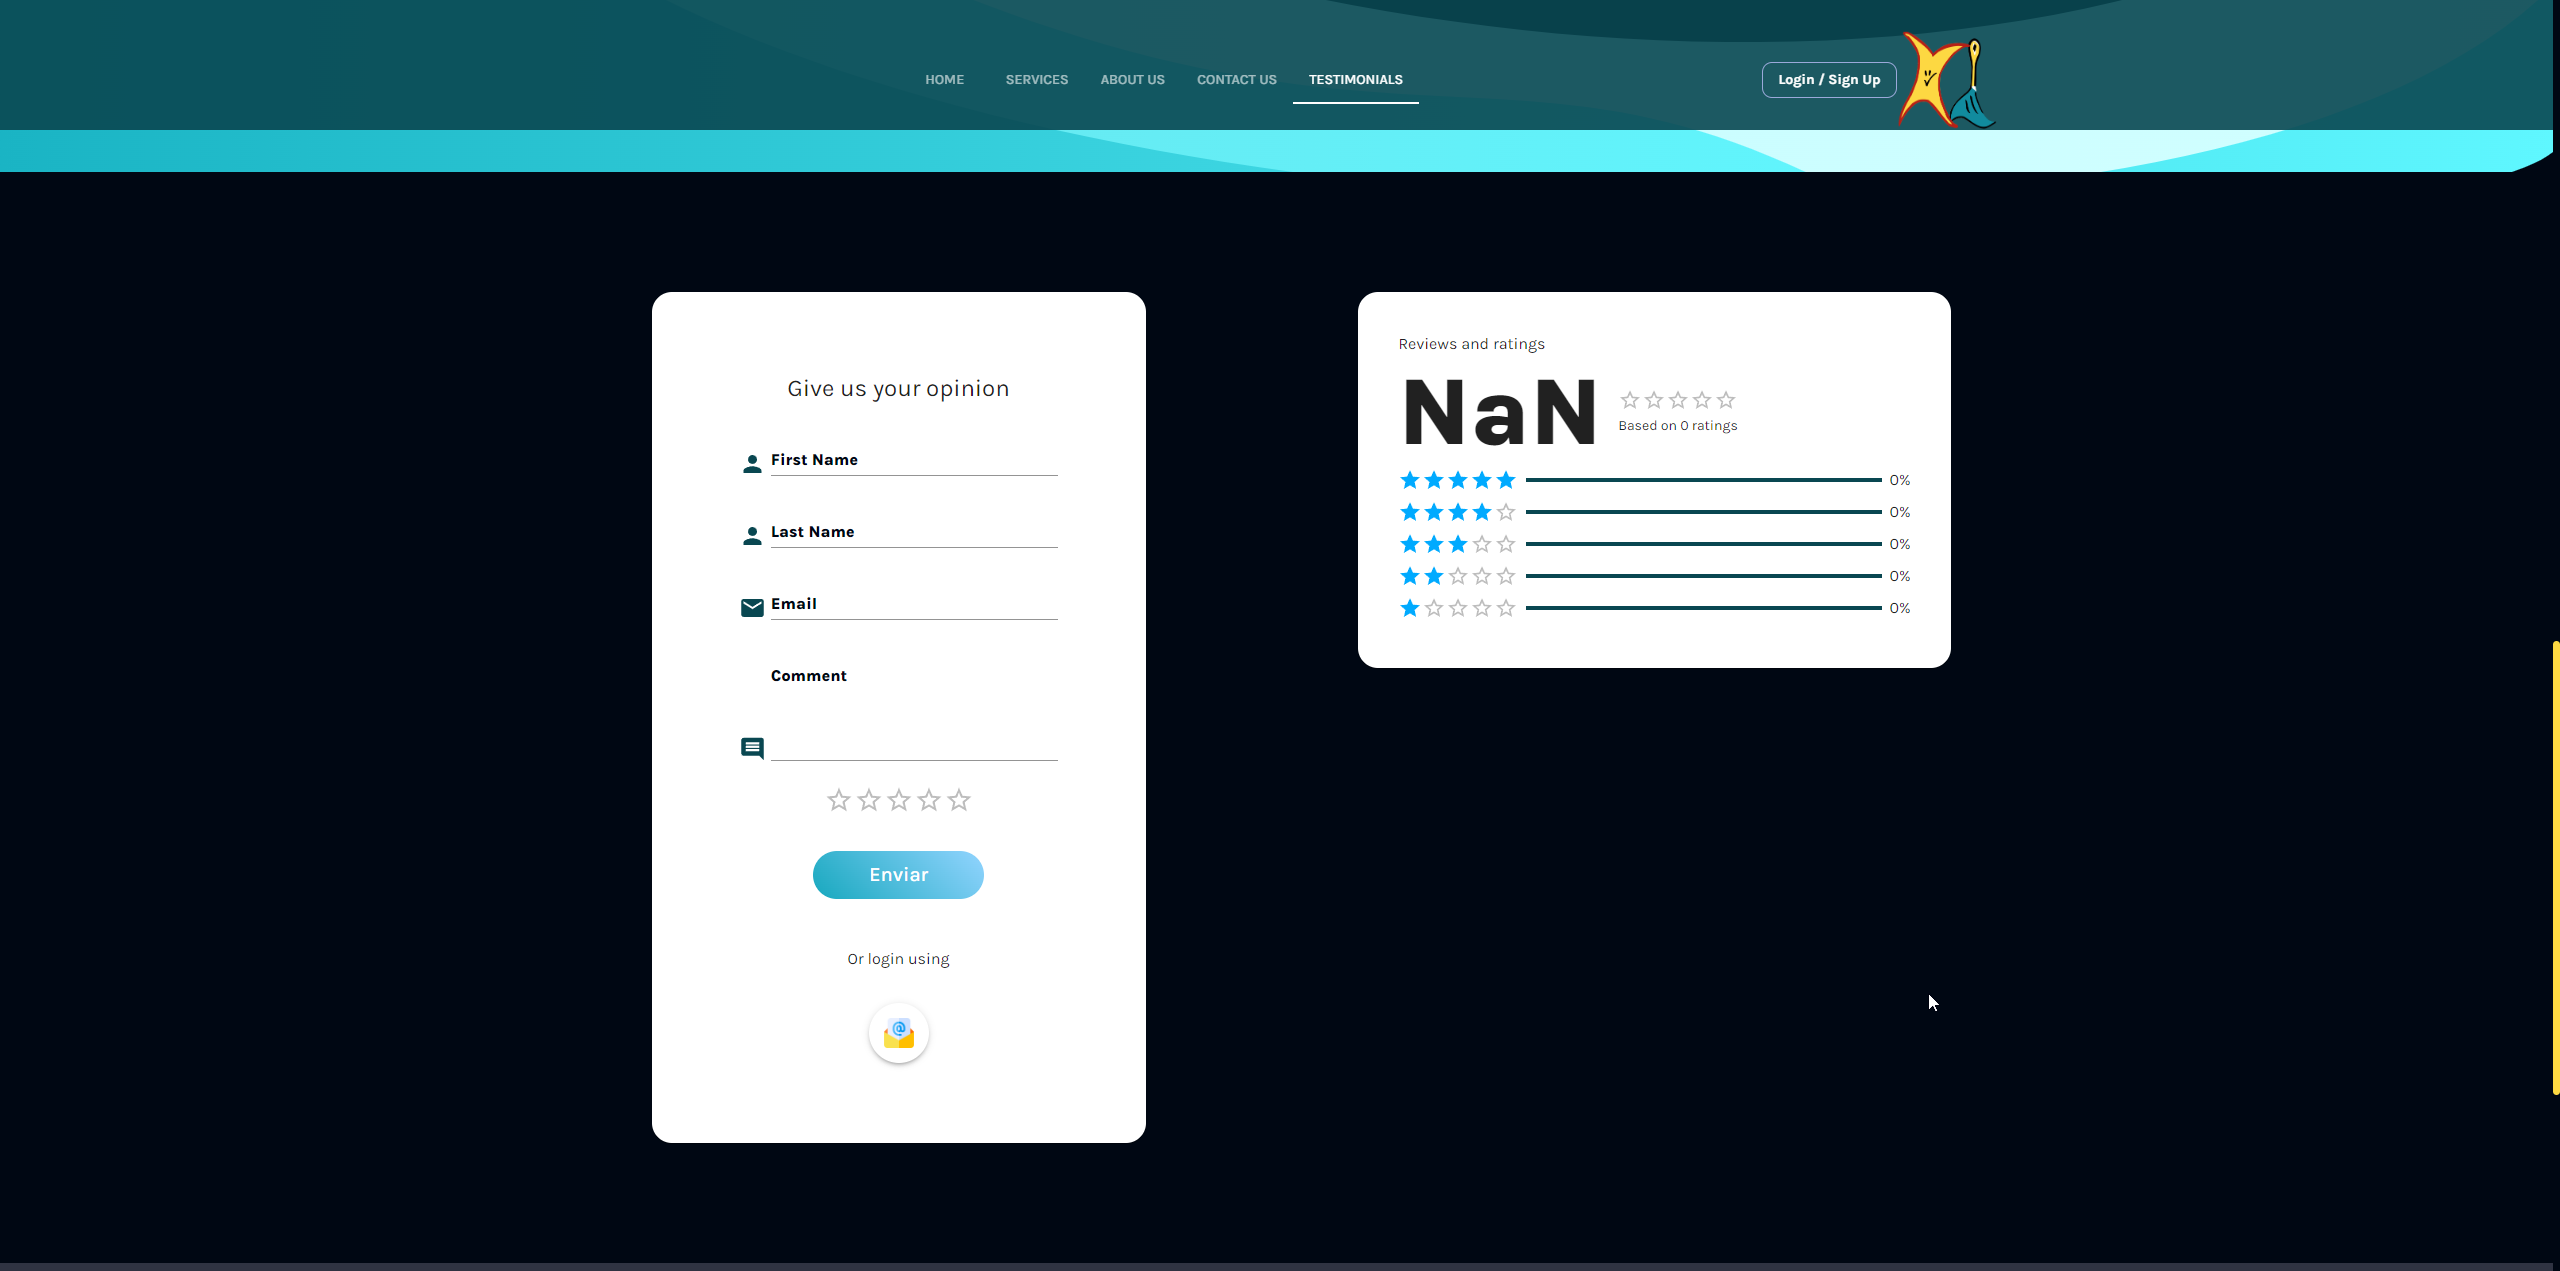 HOME SERVICES ABOUT US CONTACT US TESTIMONIALS Login / Sign Up
Give us your opinion
First Name
Last Name
Email
Comment
Enviar
Or login using
@
Reviews and ratings
NaN
Based on 0 ratings
0%
0%
0%
0%
0%